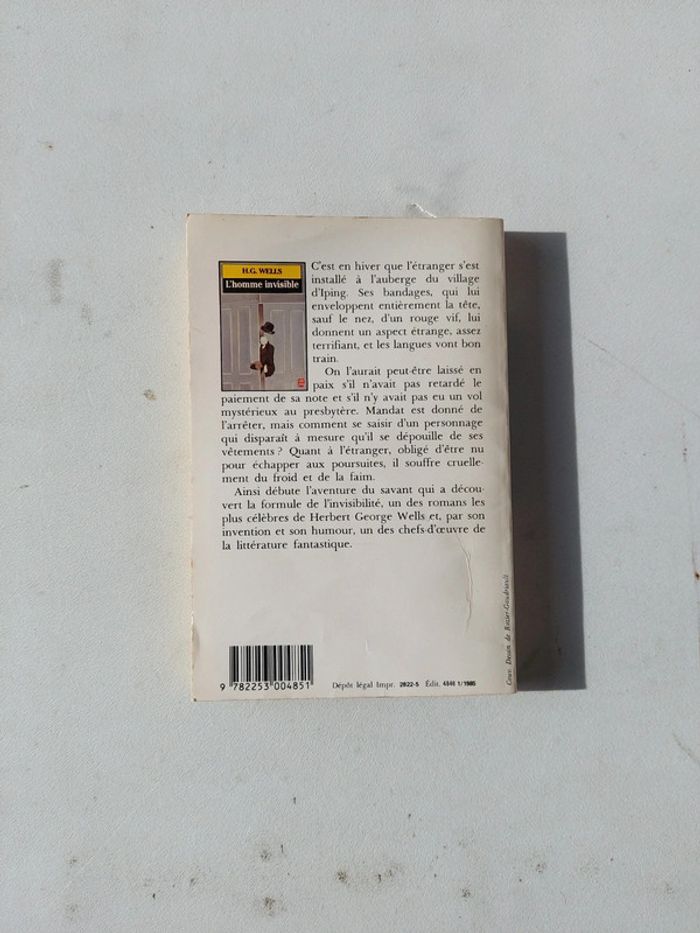 H.G. WELLS
L'homme invisible
C'est en hiver que l'étranger s'est
installé à l'auberge du village
d'Iping. Ses bandages, qui lui
enveloppent entièrement la tête,
sauf le nez, d'un rouge vif, lui
donnent un aspect étrange, assez
terrifiant, et les langues vont bon
train.
On l'aurait peut-être laissé en
paix s'il n'avait pas retardé le
paiement de sa note et s'il n'y avait pas eu un vol
mystérieux au presbytère. Mandat est donné de
l'arrêter, mais comment se saisir d'un personnage
qui disparaît à mesure qu'il se dépouille de ses
vêtements ? Quant à l'étranger, obligé d'être nu
pour échapper aux poursuites, il souffre cruelle-
ment du froid et de la faim.
Ainsi débute l'aventure du savant qui a décou-
vert la formule de l'invisibilité, un des romans les
plus célèbres de Herbert George Wells et, par son
invention et son humour, un des chefs-d'œuvre de
la littérature fantastique.
9 782253 004851
Dépôt légal Impr. 2822-5 Édit. 4846 1/1985
Couv. Dessin de